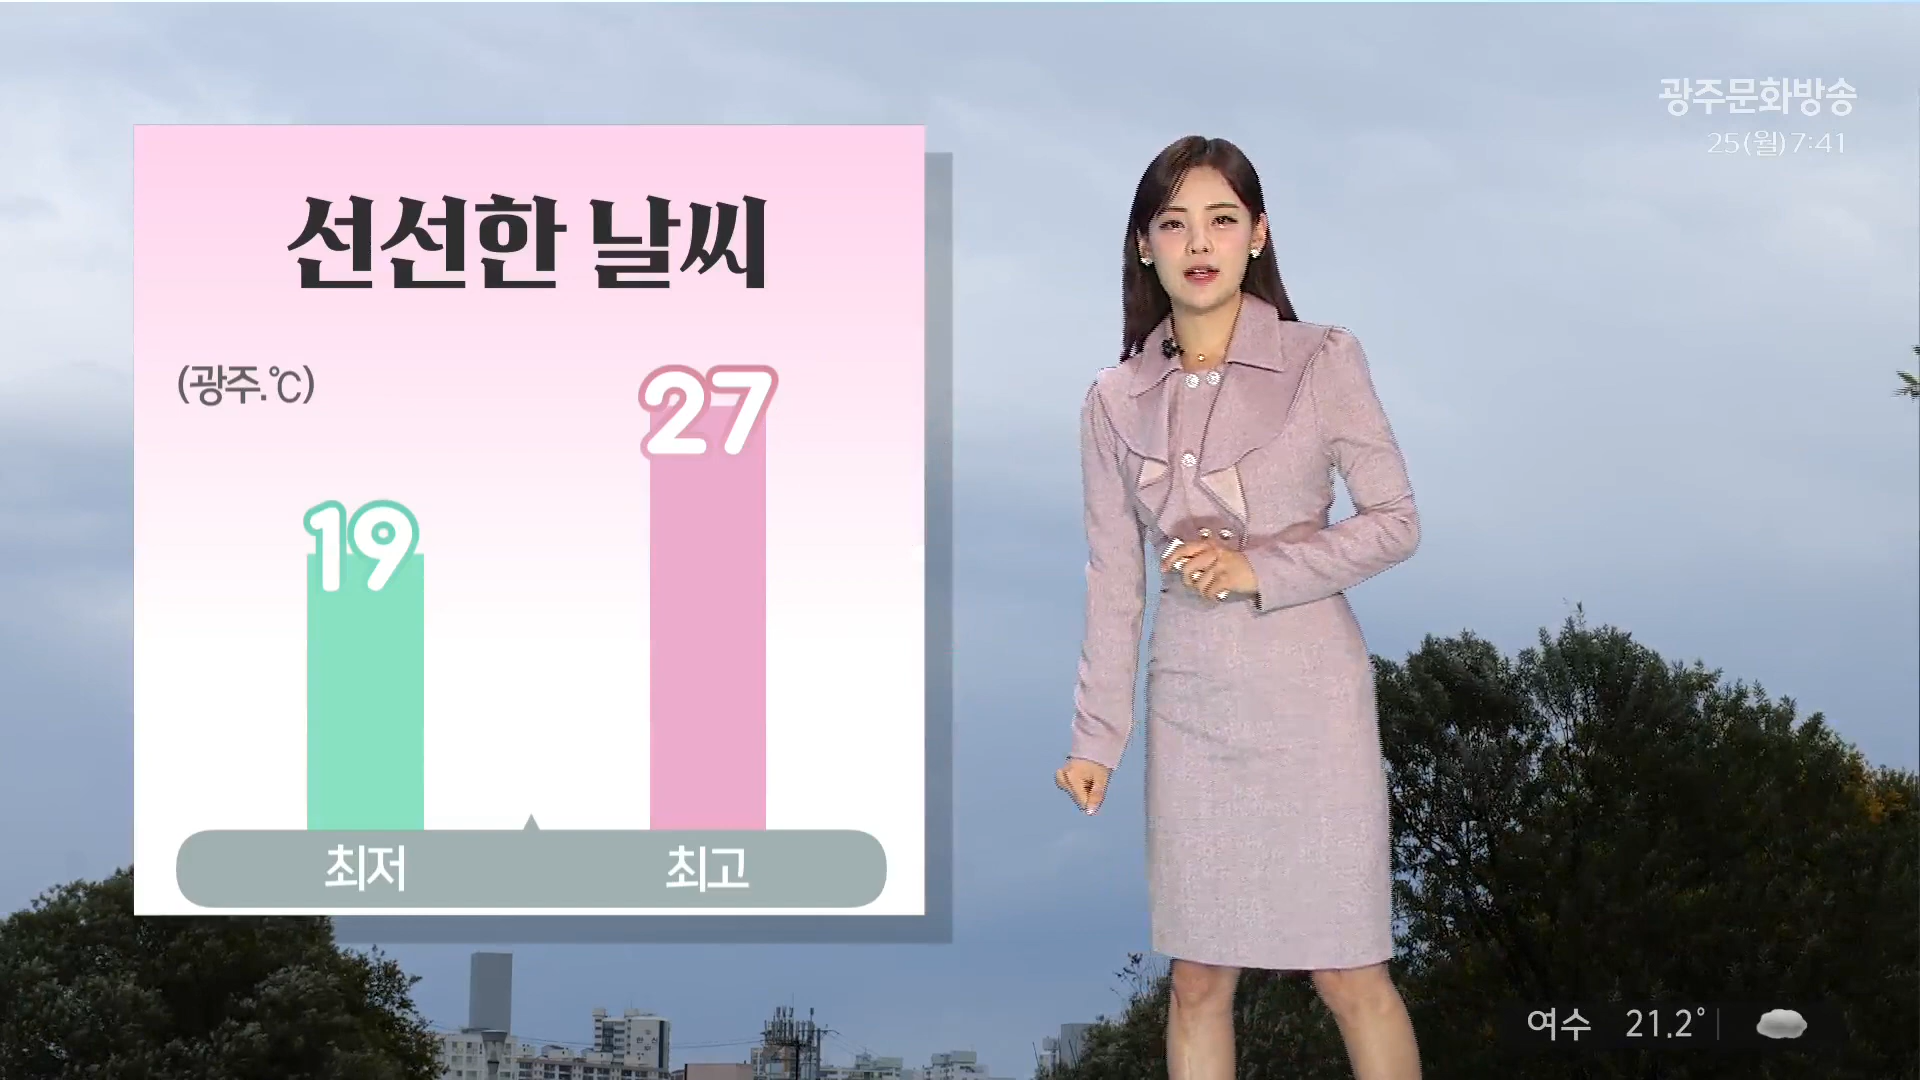 광주문화방송
25(월) 7:41
선선한 날씨
(광주.℃)
19
27
최저
최고
여수 21.2°